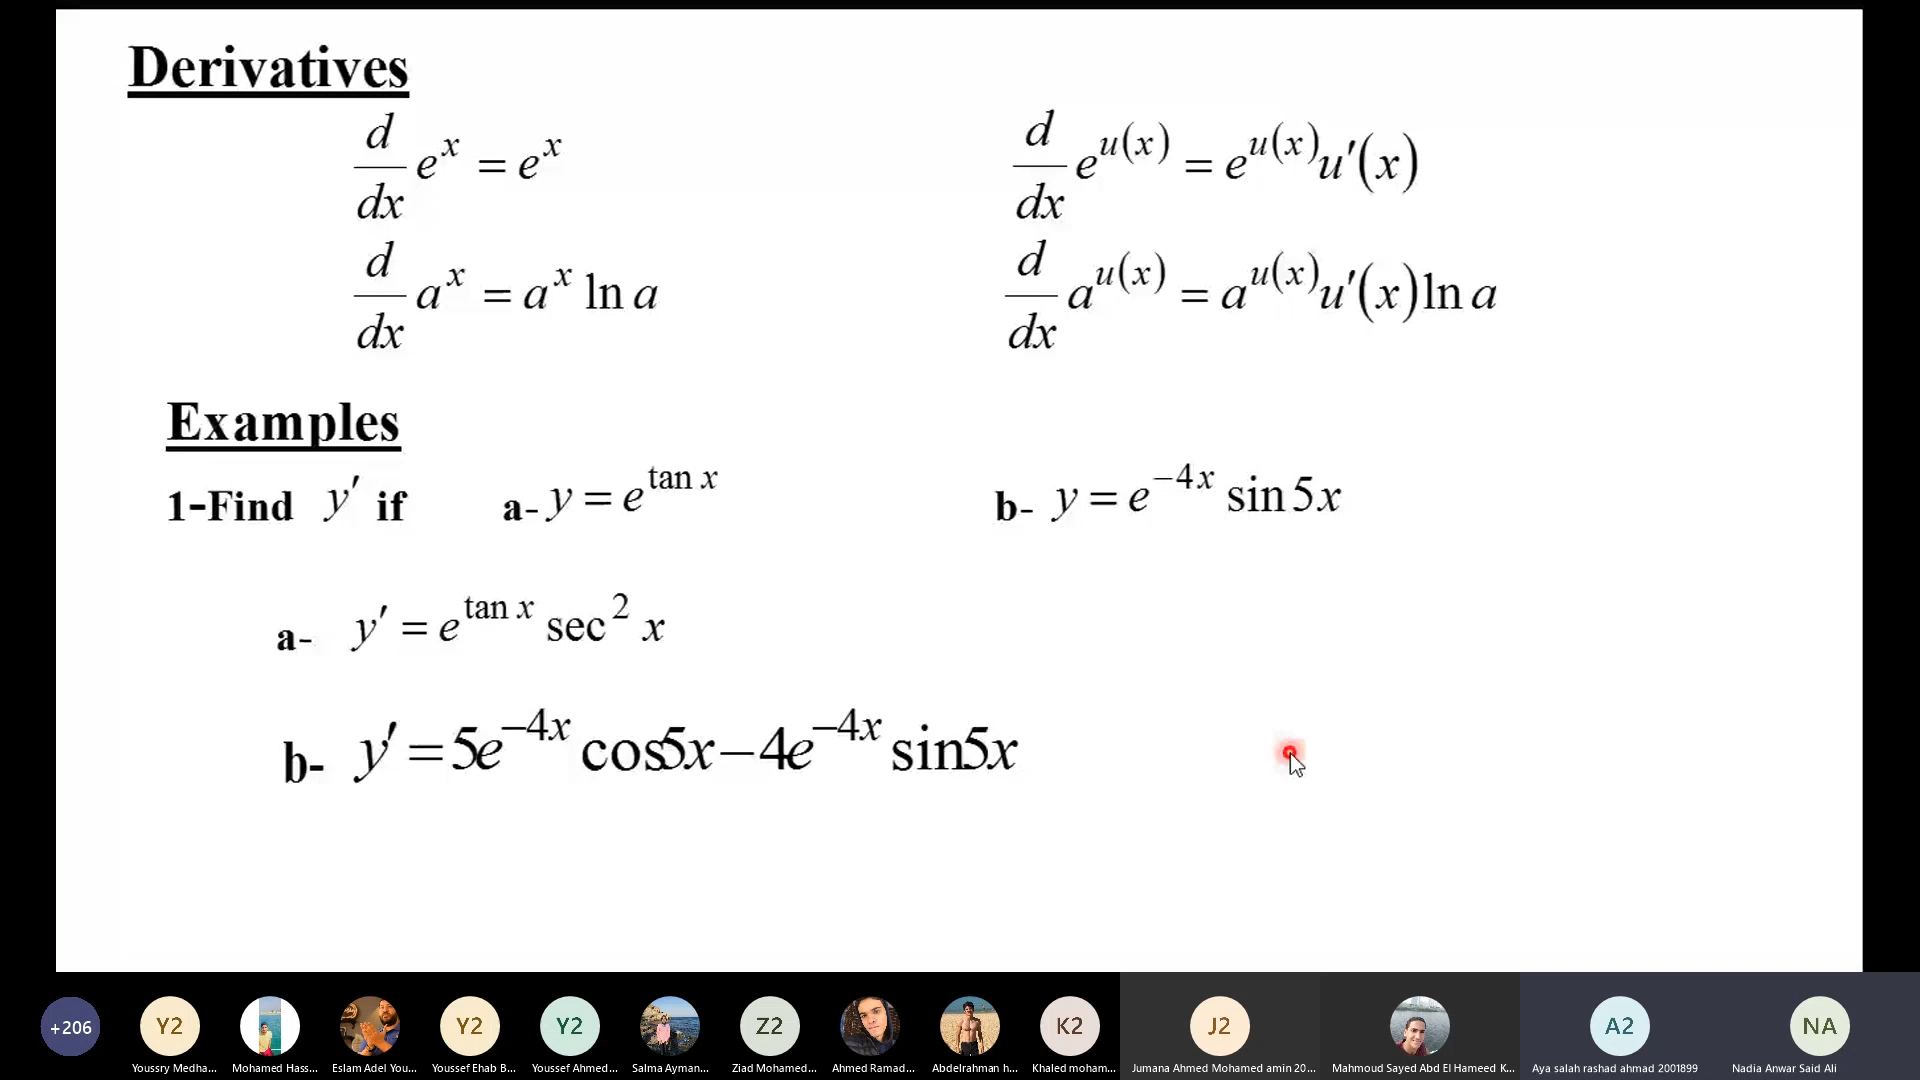 Derivatives
d/dx e^x = e^x    d/dx e^{u(x)} = e^{u(x)} u′(x)
d/dx a^x = a^x ln a    d/dx a^{u(x)} = a^{u(x)} u′(x) ln a
Examples
1-Find y′ if a- y = e^{tan x}    b- y = e^{−4x} sin 5x
a- y′ = e^{tan x} sec^2 x
b- y′ = 5e^{−4x} cos5x − 4e^{−4x} sin5x
+206 Y2 Y2 Y2 Z2 K2 J2 A2 NA
Youssry Medha... Mohamed Hass... Eslam Adel You... Youssef Ehab B... Youssef Ahmed... Salma Ayman... Ziad Mohamed... Ahmed Ramad... Abdelrahman h... Khaled moham... Jumana Ahmed Mohamed amin 20... Mahmoud Sayed Abd El Hameed K... Aya salah rashad ahmad 2001899 Nadia Anwar Said Ali